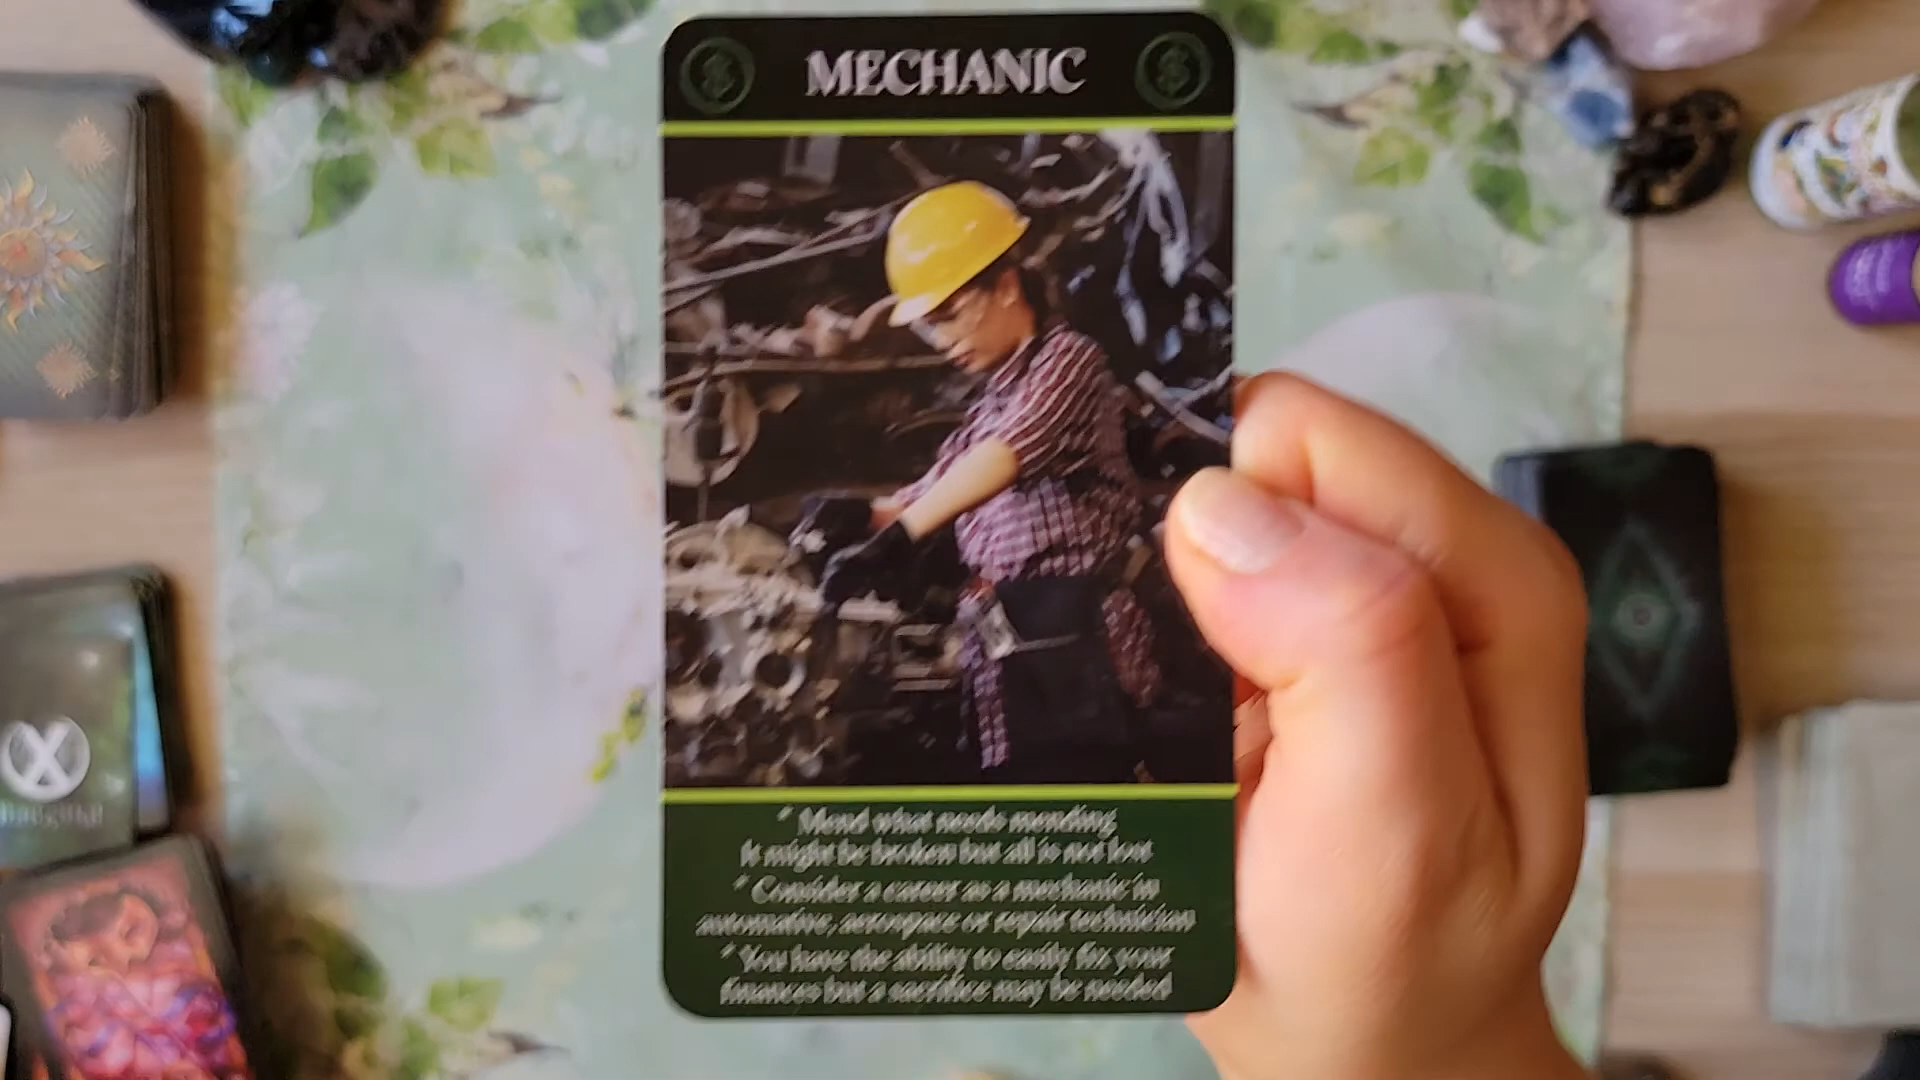 MECHANIC
* Mend what needs mending
It might be broken but all is not lost
* Consider a career as a mechanic in
automative, aerospace or repair technician
* You have the ability to easily fix your
finances but a sacrifice may be needed
X